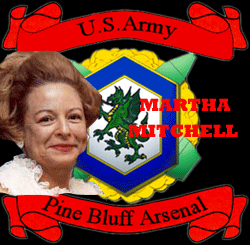 U.S.Army
MARTHA
MITCHELL
Pine Bluff Arsenal